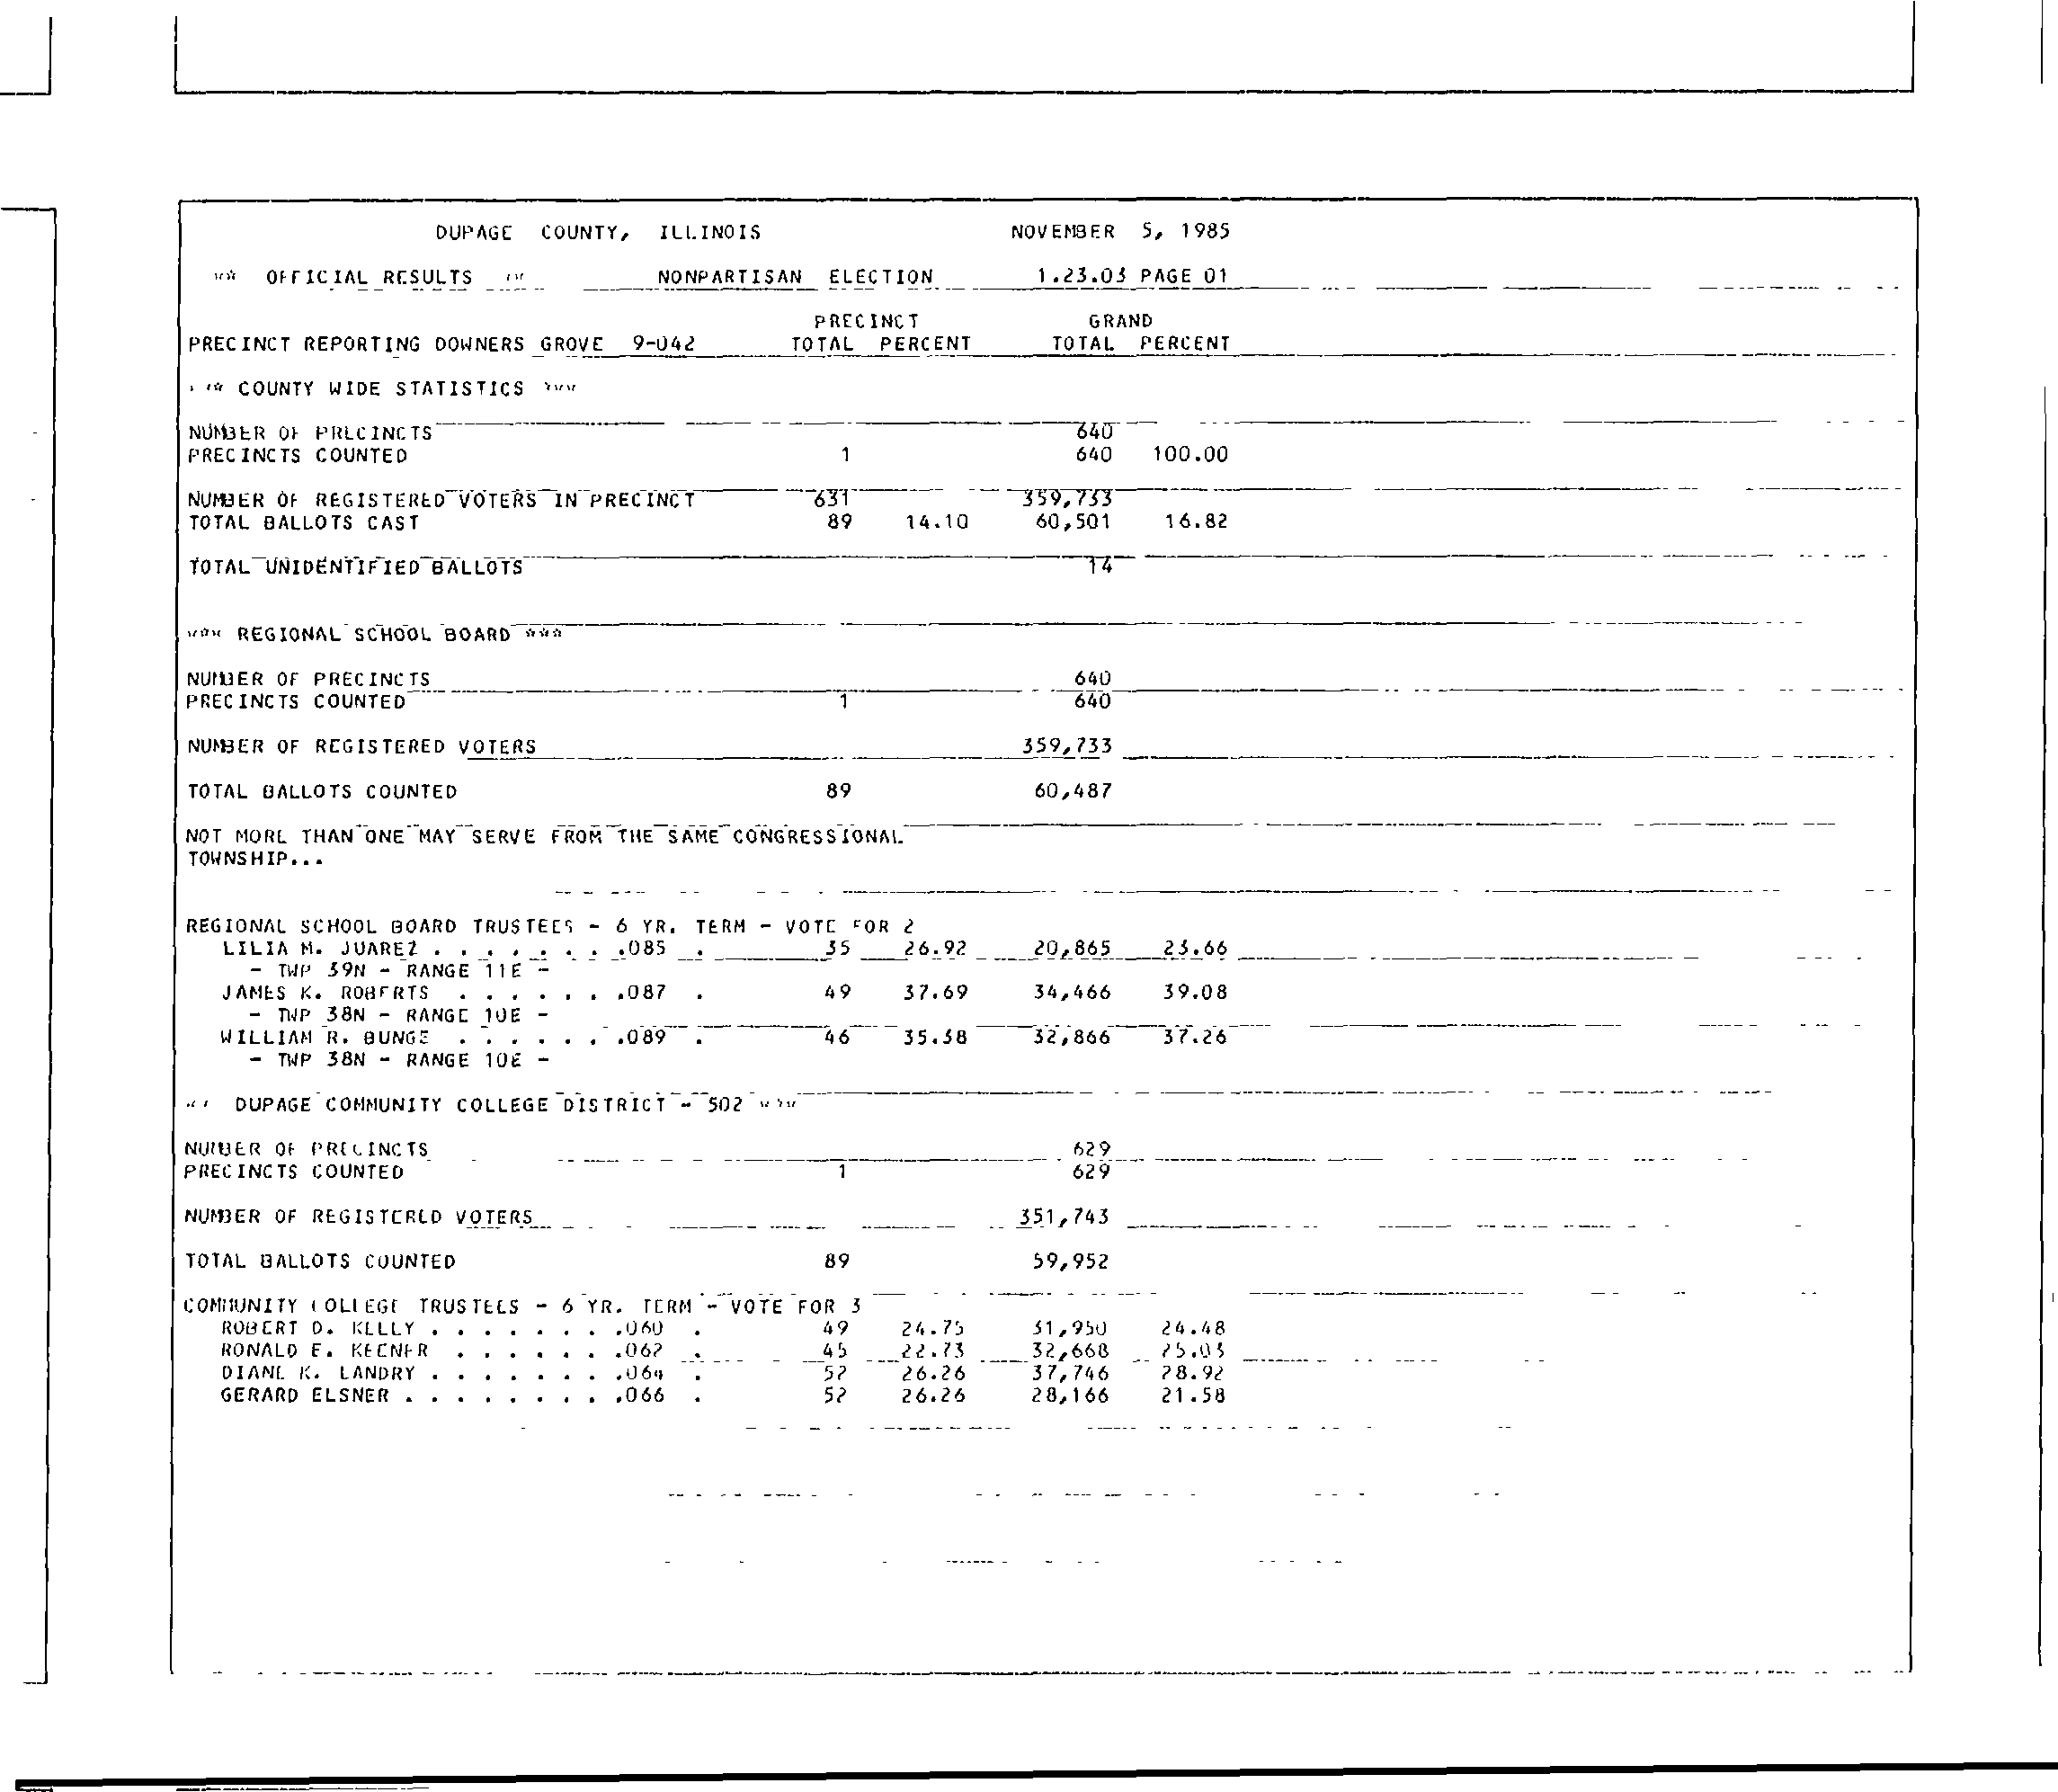 DUPAGE COUNTY, ILLINOIS NOVEMBER 5, 1985
** OFFICIAL RESULTS ** NONPARTISAN ELECTION 1.23.03 PAGE 01
PRECINCT GRAND
PRECINCT REPORTING DOWNERS GROVE 9-042 TOTAL PERCENT TOTAL PERCENT
*** COUNTY WIDE STATISTICS ***
NUMBER OF PRECINCTS 640
PRECINCTS COUNTED 1 640 100.00
NUMBER OF REGISTERED VOTERS IN PRECINCT 631 359,733
TOTAL BALLOTS CAST 89 14.10 60,501 16.82
TOTAL UNIDENTIFIED BALLOTS 14
*** REGIONAL SCHOOL BOARD ***
NUMBER OF PRECINCTS 640
PRECINCTS COUNTED 1 640
NUMBER OF REGISTERED VOTERS 359,733
TOTAL BALLOTS COUNTED 89 60,487
NOT MORE THAN ONE MAY SERVE FROM THE SAME CONGRESSIONAL
TOWNSHIP...
REGIONAL SCHOOL BOARD TRUSTEES - 6 YR. TERM - VOTE FOR 2
LILIA M. JUAREZ . . . . . . . .085 . 35 26.92 20,865 23.66
- TWP 39N - RANGE 11E -
JAMES K. ROBERTS . . . . . . .087 . 49 37.69 34,466 39.08
- TWP 38N - RANGE 10E -
WILLIAM R. BUNGE . . . . . . .089 . 46 35.38 32,866 37.26
- TWP 38N - RANGE 10E -
*** DUPAGE COMMUNITY COLLEGE DISTRICT - 502 ***
NUMBER OF PRECINCTS 629
PRECINCTS COUNTED 1 629
NUMBER OF REGISTERED VOTERS 351,743
TOTAL BALLOTS COUNTED 89 59,952
COMMUNITY COLLEGE TRUSTEES - 6 YR. TERM - VOTE FOR 3
ROBERT D. KELLY . . . . . . . .060 . 49 24.75 31,950 24.48
RONALD E. KEENER . . . . . . .062 . 45 22.73 32,668 25.03
DIANE K. LANDRY . . . . . . . .064 . 52 26.26 37,746 28.92
GERARD ELSNER . . . . . . . . .066 . 52 26.26 28,166 21.58